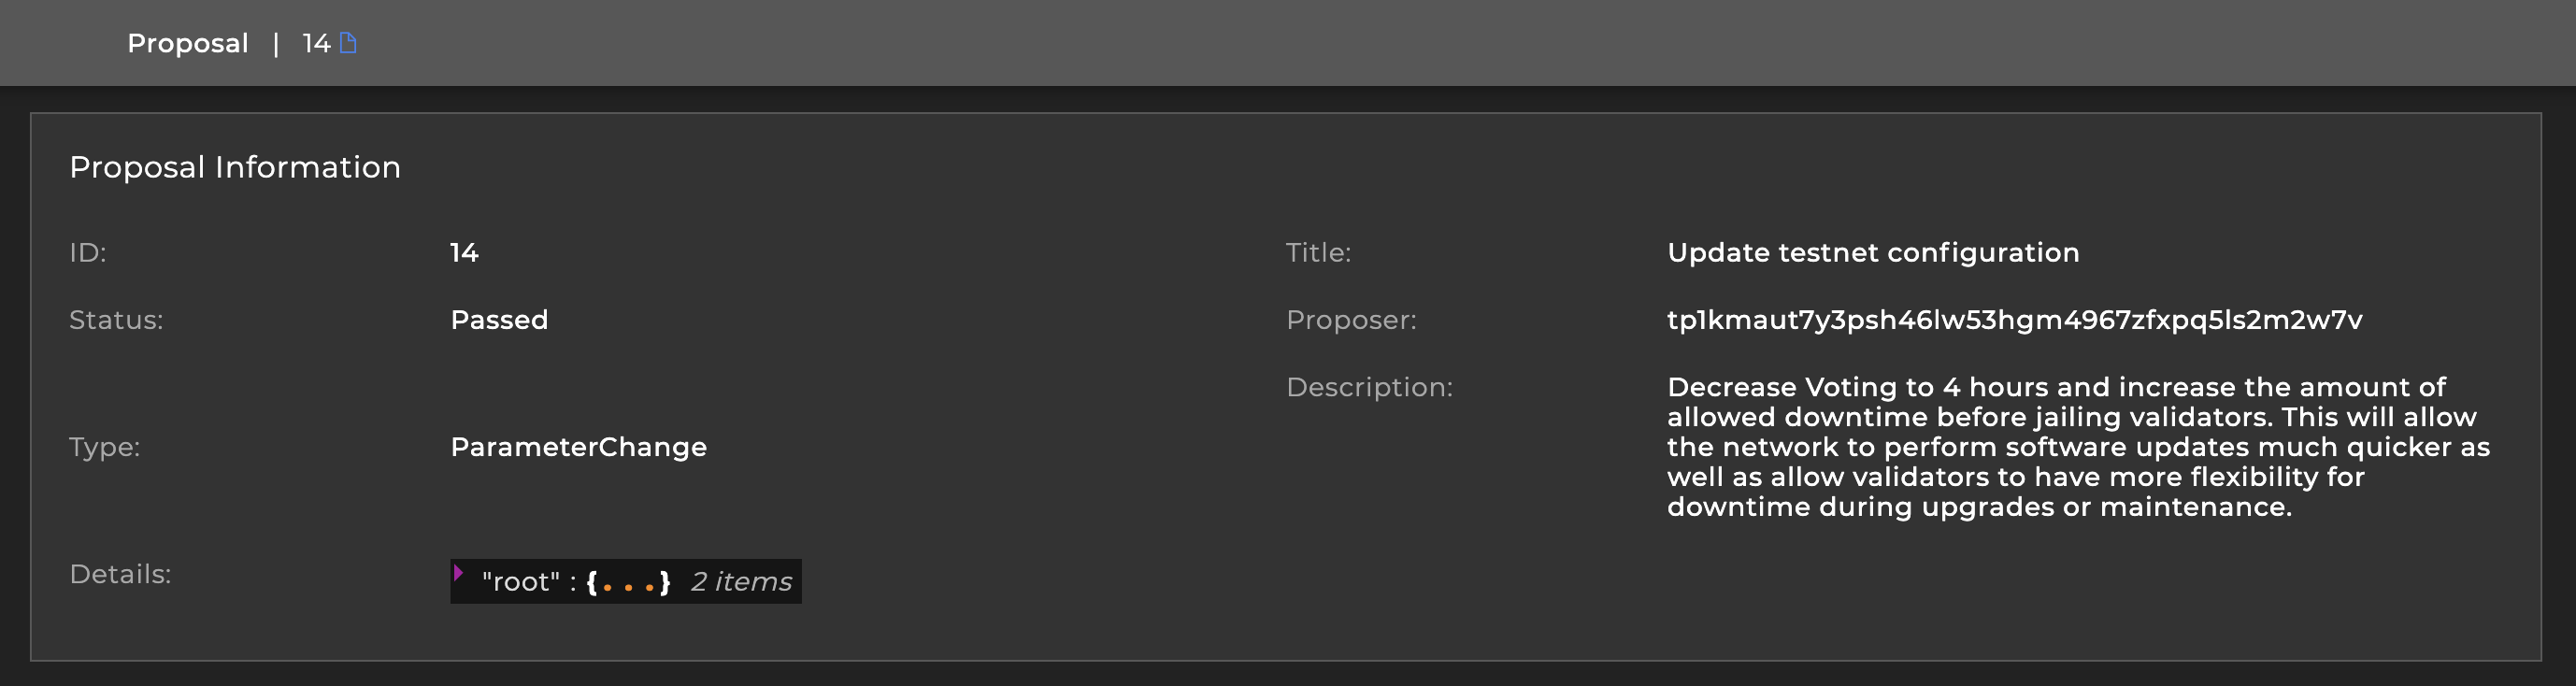 Proposal | 14
Proposal Information
ID: 14
Title: Update testnet configuration
Status: Passed
Proposer: tp1kmaut7y3psh46lw53hgm4967zfxpq5ls2m2w7v
Description: Decrease Voting to 4 hours and increase the amount of
allowed downtime before jailing validators. This will allow
Type: ParameterChange
the network to perform software updates much quicker as
well as allow validators to have more flexibility for
downtime during upgrades or maintenance.
Details: "root" : {...} 2 items